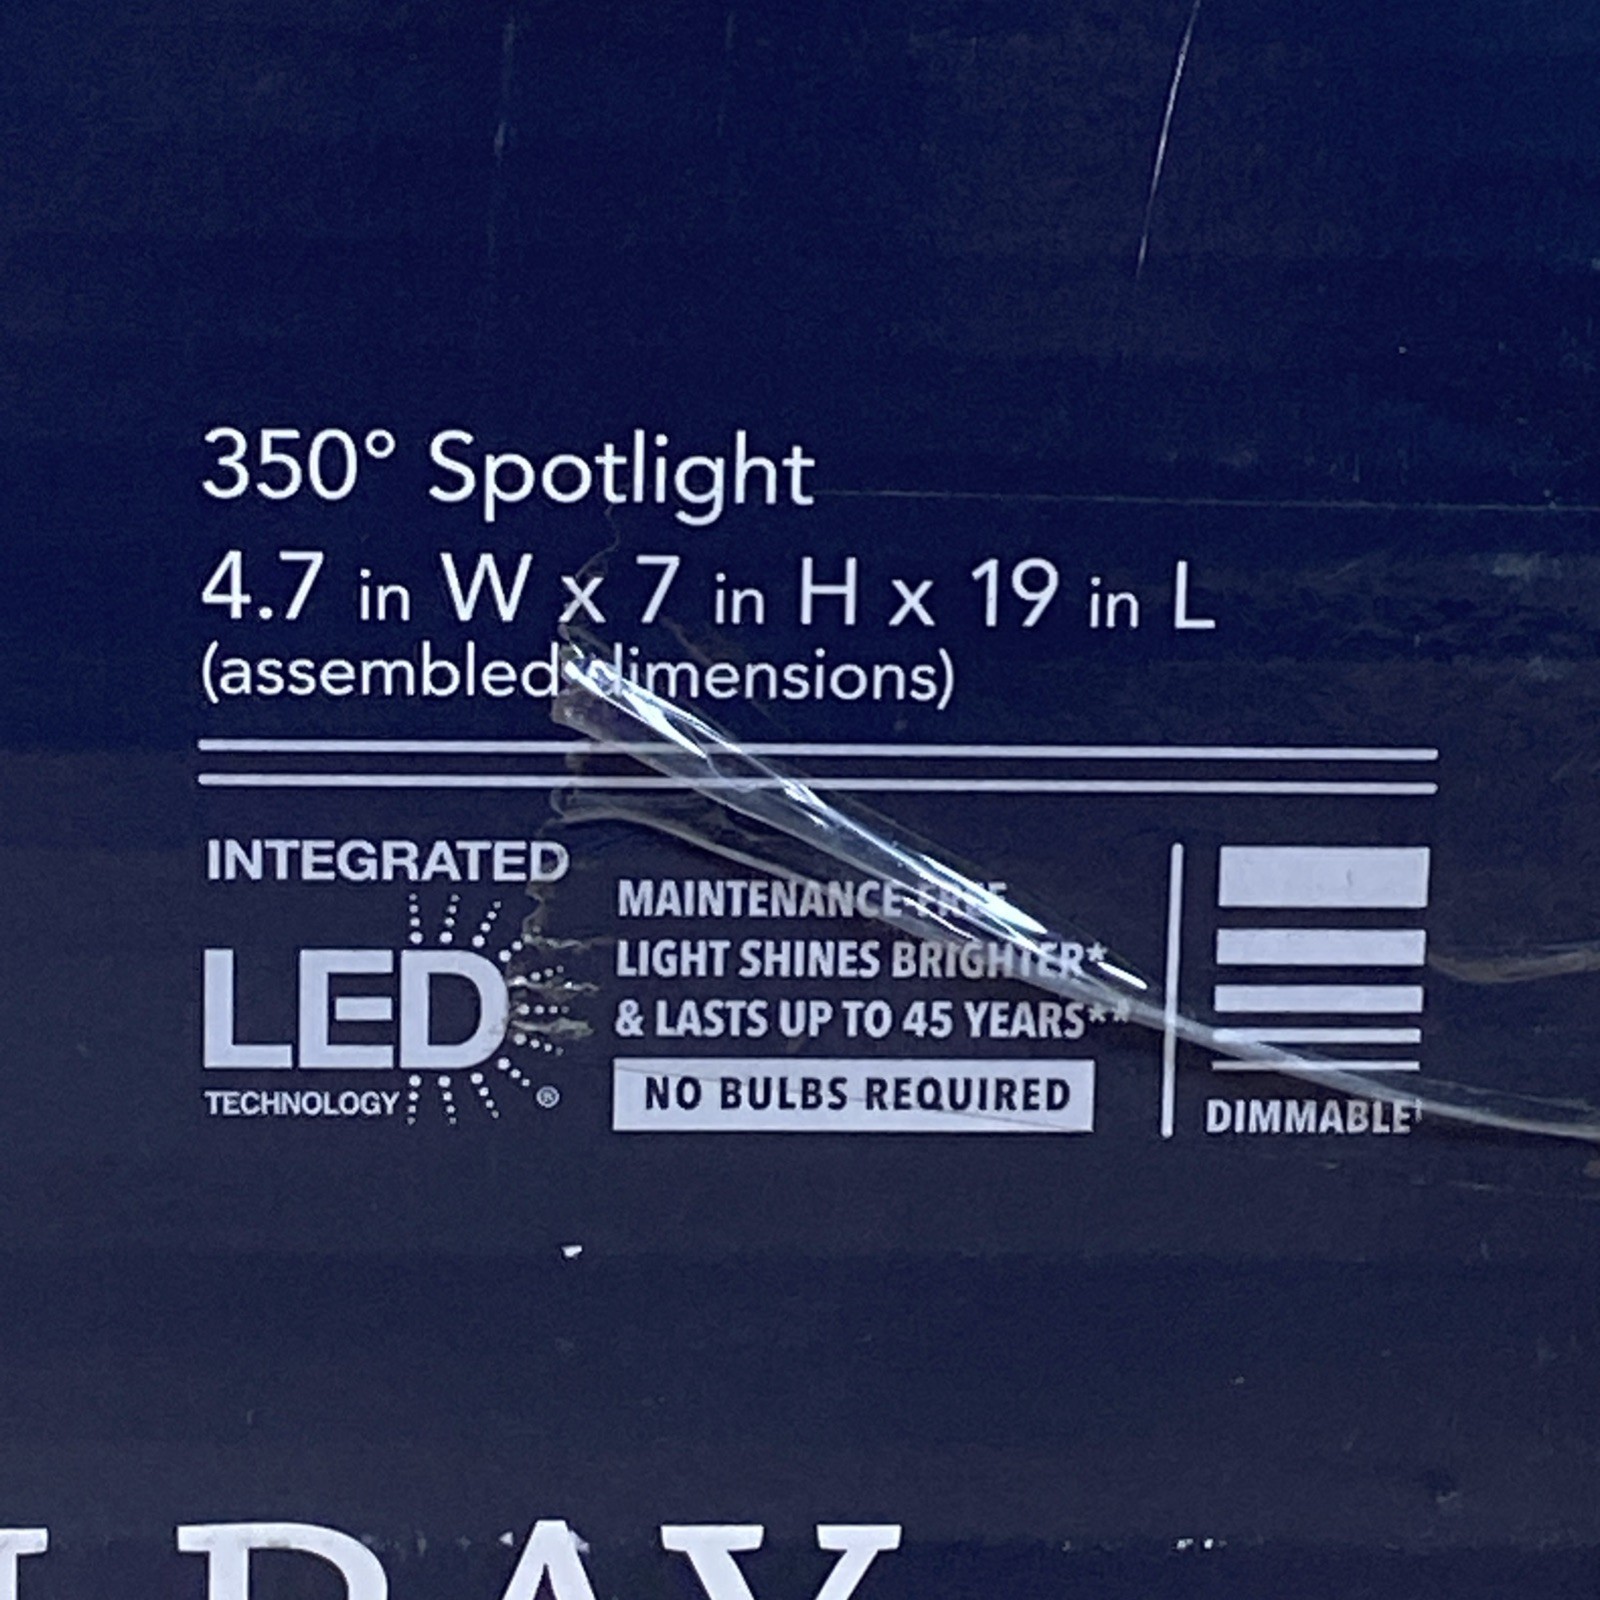 350° Spotlight
4.7 in W x 7 in H x 19 in L
(assembled dimensions)
INTEGRATED
LED
TECHNOLOGY ®
MAINTENANCE-FREE
LIGHT SHINES BRIGHTER*
& LASTS UP TO 45 YEARS**
NO BULBS REQUIRED
DIMMABLE
BAY